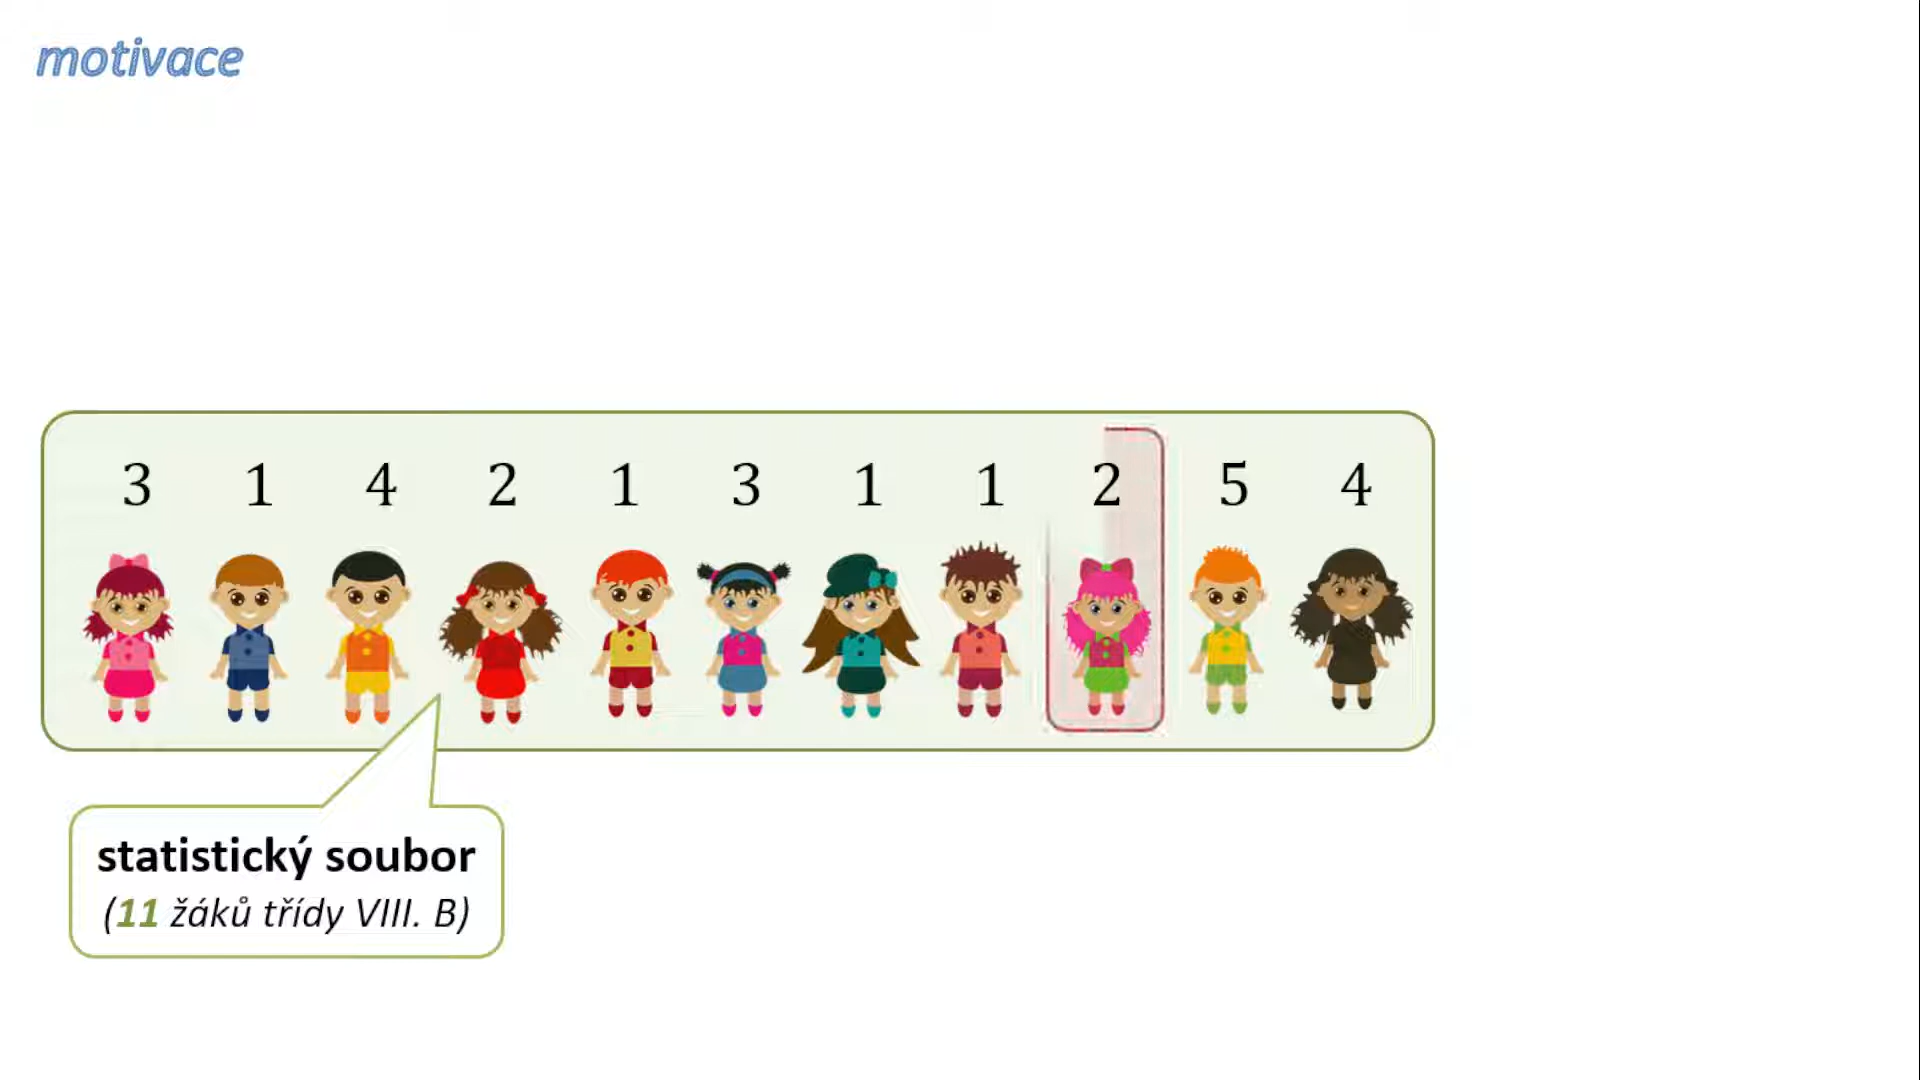 motivace
3 1 4 2 1 3 1 1 2 5 4
statistický soubor
(11 žáků třídy VIII. B)